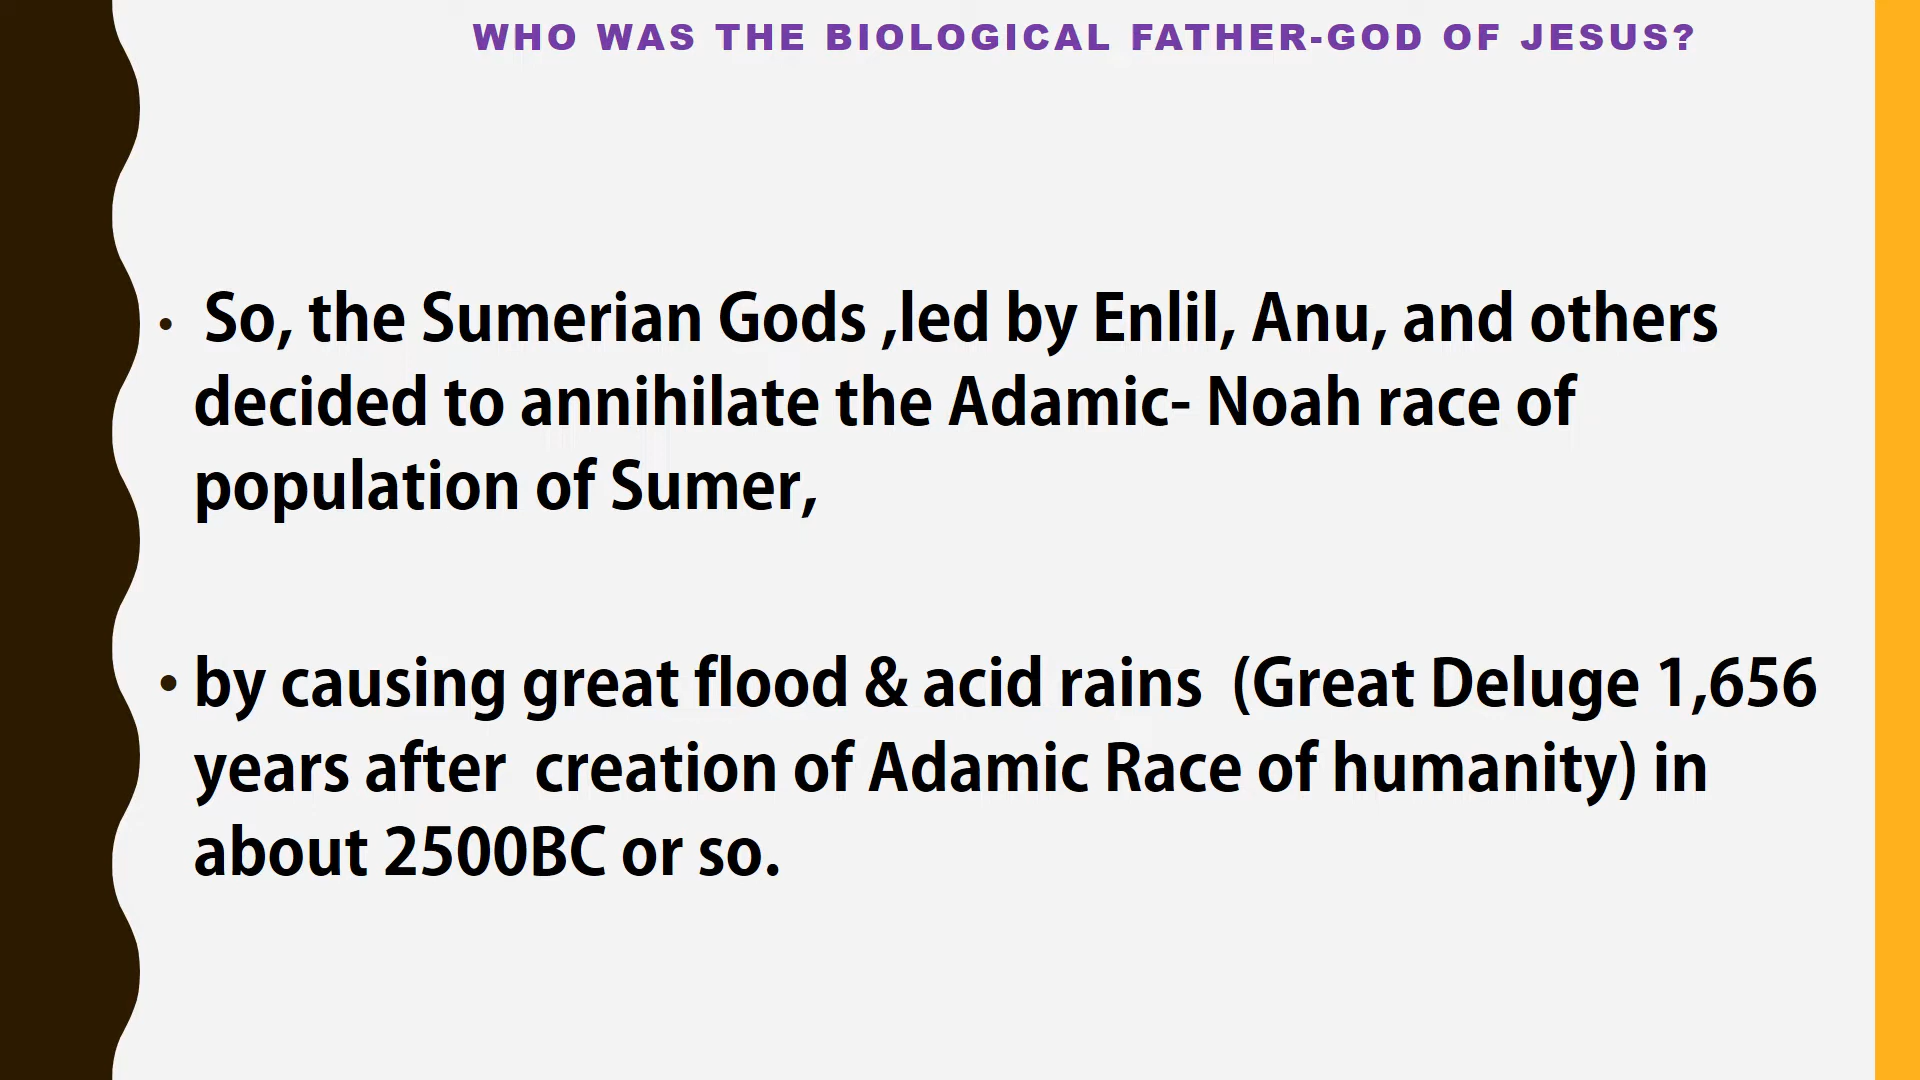 WHO WAS THE BIOLOGICAL FATHER-GOD OF JESUS?
• So, the Sumerian Gods ,led by Enlil, Anu, and others
decided to annihilate the Adamic- Noah race of
population of Sumer,
• by causing great flood & acid rains (Great Deluge 1,656
years after creation of Adamic Race of humanity) in
about 2500BC or so.